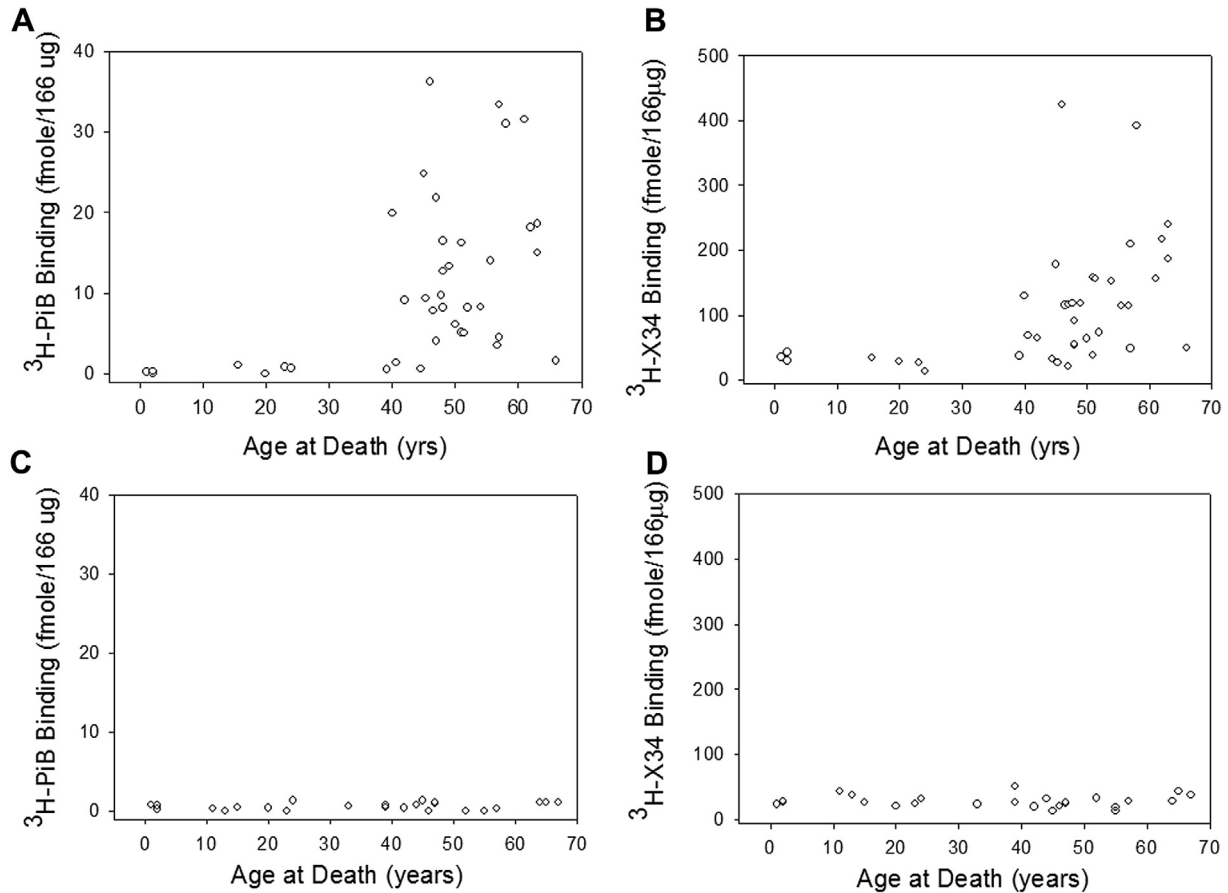 A
³H-PiB Binding (fmole/166 ug)
40
30
20
10
0
0 10 20 30 40 50 60 70
Age at Death (yrs)
B
³H-X34 Binding (fmole/166µg)
500
400
300
200
100
0
0 10 20 30 40 50 60 70
Age at Death (yrs)
C
³H-PiB Binding (fmole/166 ug)
40
30
20
10
0
0 10 20 30 40 50 60 70
Age at Death (years)
D
³H-X34 Binding (fmole/166µg)
500
400
300
200
100
0
0 10 20 30 40 50 60 70
Age at Death (years)